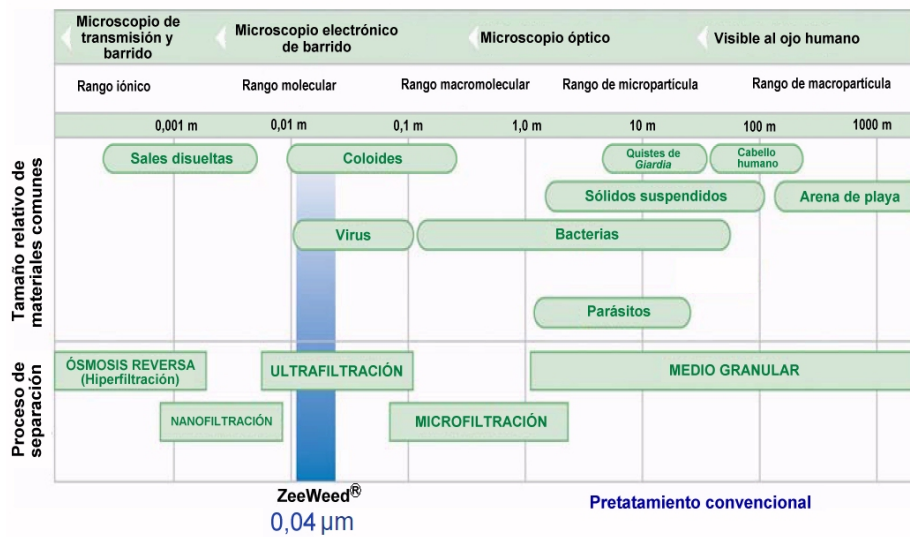 Microscopio de
transmisión y
barrido
Microscopio electrónico
de barrido
Microscopio óptico
Visible al ojo humano
Rango iónico
Rango molecular
Rango macromolecular
Rango de micropartícula
Rango de macropartícula
0,001 m
0,01 m
0,1 m
1,0 m
10 m
100 m
1000 m
Tamaño relativo de
materiales comunes
Sales disueltas
Coloides
Quistes de
Giardia
Cabello
humano
Sólidos suspendidos
Arena de playa
Virus
Bacterias
Parásitos
Proceso de
separación
ÓSMOSIS REVERSA
(Hiperfiltración)
ULTRAFILTRACIÓN
MEDIO GRANULAR
NANOFILTRACIÓN
MICROFILTRACIÓN
ZeeWeed®
0,04 µm
Pretatamiento convencional